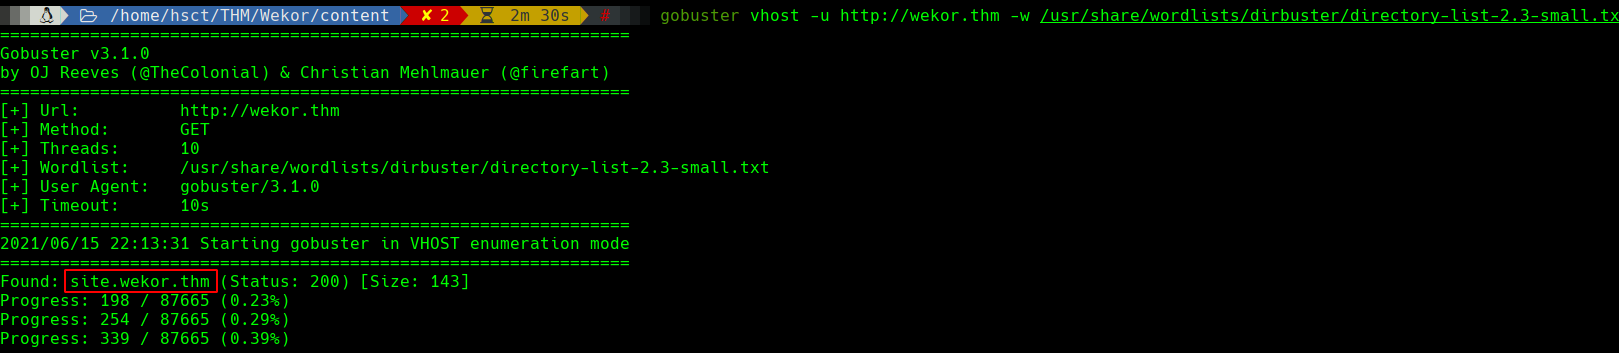 /home/hsct/THM/Wekor/content ✘ 2 2m 30s # gobuster vhost -u http://wekor.thm -w /usr/share/wordlists/dirbuster/directory-list-2.3-small.tx
===============================================================
Gobuster v3.1.0
by OJ Reeves (@TheColonial) & Christian Mehlmauer (@firefart)
===============================================================
[+] Url: http://wekor.thm
[+] Method: GET
[+] Threads: 10
[+] Wordlist: /usr/share/wordlists/dirbuster/directory-list-2.3-small.txt
[+] User Agent: gobuster/3.1.0
[+] Timeout: 10s
===============================================================
2021/06/15 22:13:31 Starting gobuster in VHOST enumeration mode
===============================================================
Found: site.wekor.thm (Status: 200) [Size: 143]
Progress: 198 / 87665 (0.23%)
Progress: 254 / 87665 (0.29%)
Progress: 339 / 87665 (0.39%)